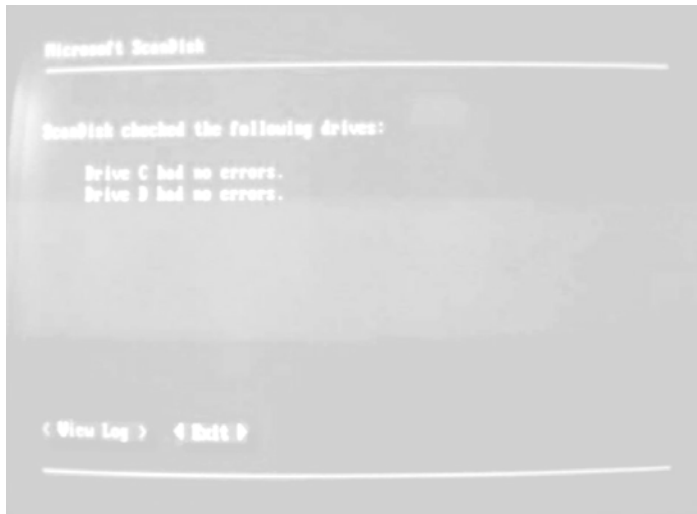 Microsoft ScanDisk
ScanDisk checked the following drives:
Drive C had no errors.
Drive D had no errors.
< View Log > ◄ Exit ►